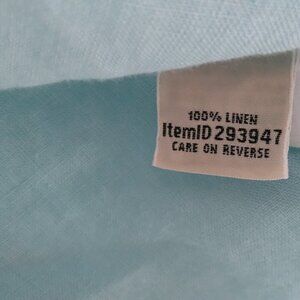 100% LINEN
ItemID 293947
CARE ON REVERSE